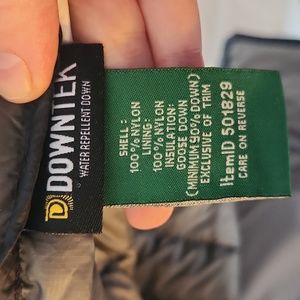 DOWNTEK
WATER REPELLENT DOWN
SHELL:
100% NYLON
LINING:
100% NYLON
INSULATION:
GOOSE DOWN
(MINIMUM 90% DOWN)
EXCLUSIVE OF TRIM
ItemID 501829
CARE ON REVERSE